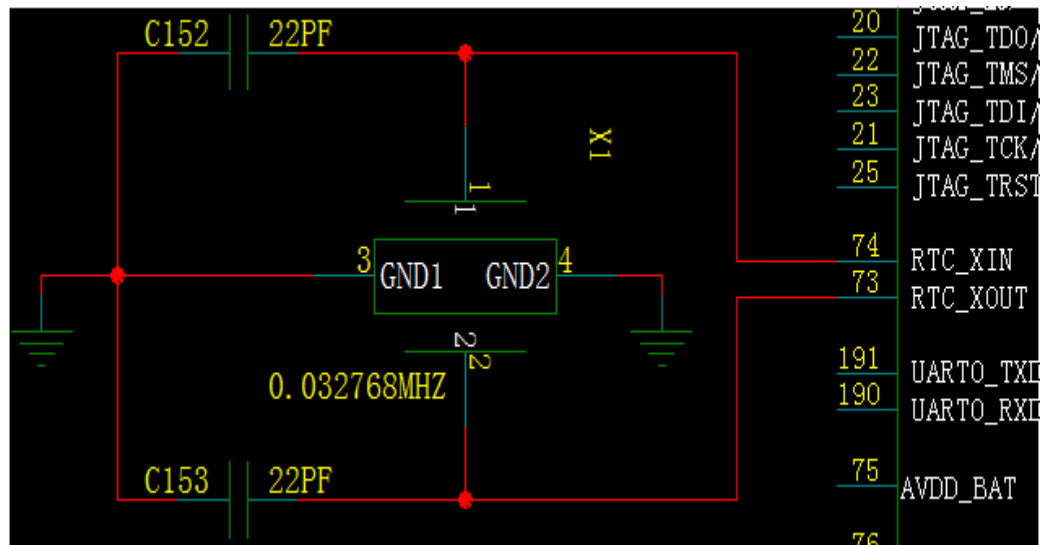 C152 22PF
20 JTAG_TDO/
22 JTAG_TMS/
23 JTAG_TDI/
21 JTAG_TCK/
25 JTAG_TRST
X1
1
1
3 GND1 GND2 4
74 RTC_XIN
73 RTC_XOUT
2
2
0.032768MHZ
191 UART0_TXD
190 UART0_RXD
C153 22PF
75 AVDD_BAT
76